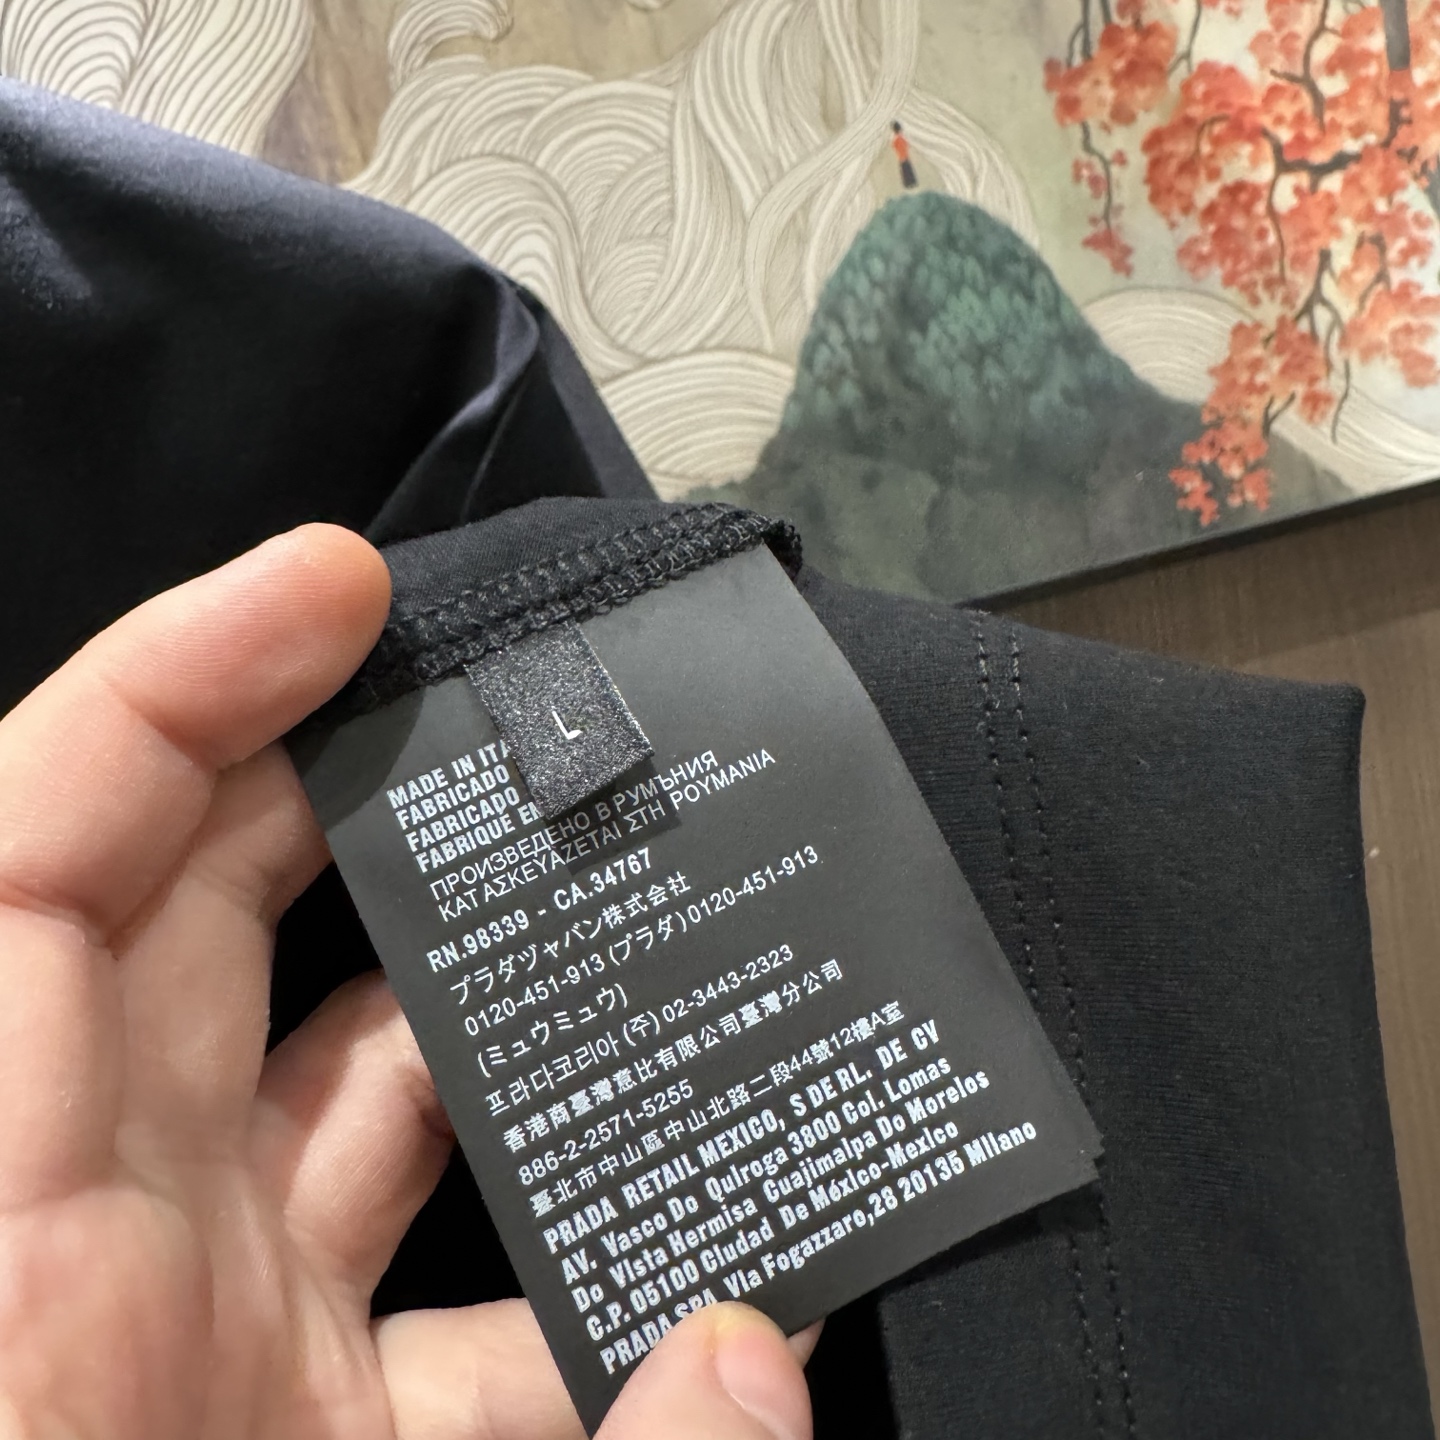 L
MADE IN ITA
FABRICADO
FABRICADO
FABRIQUE EN
ПРОИЗВЕДЕНО В РУМЪНИЯ
ΚΑΤΑΣΚΕΥΑΖΕΤΑΙ ΣΤΗ ΡΟΥΜΑΝΙΑ
RN.98339 - CA.34767
プラダヅャバン株式会社
0120-451-913 (プラダ) 0120-451-913
(ミュウミュウ)
프라다코리아 (주) 02-3443-2323
香港商臺灣意比有限公司臺灣分公司
886-2-2571-5255
臺北市中山區中山北路二段44號12樓A室
PRADA RETAIL MEXICO, S DE RL. DE CV
AV. Vasco Do Quiroga 3800 Col. Lomas
Do Vista Hermisa Cuajimalpa Do Morelos
C.P. 05100 Ciudad De México-Mexico
PRADA SPA Via Fogazzaro,28 20135 Milano